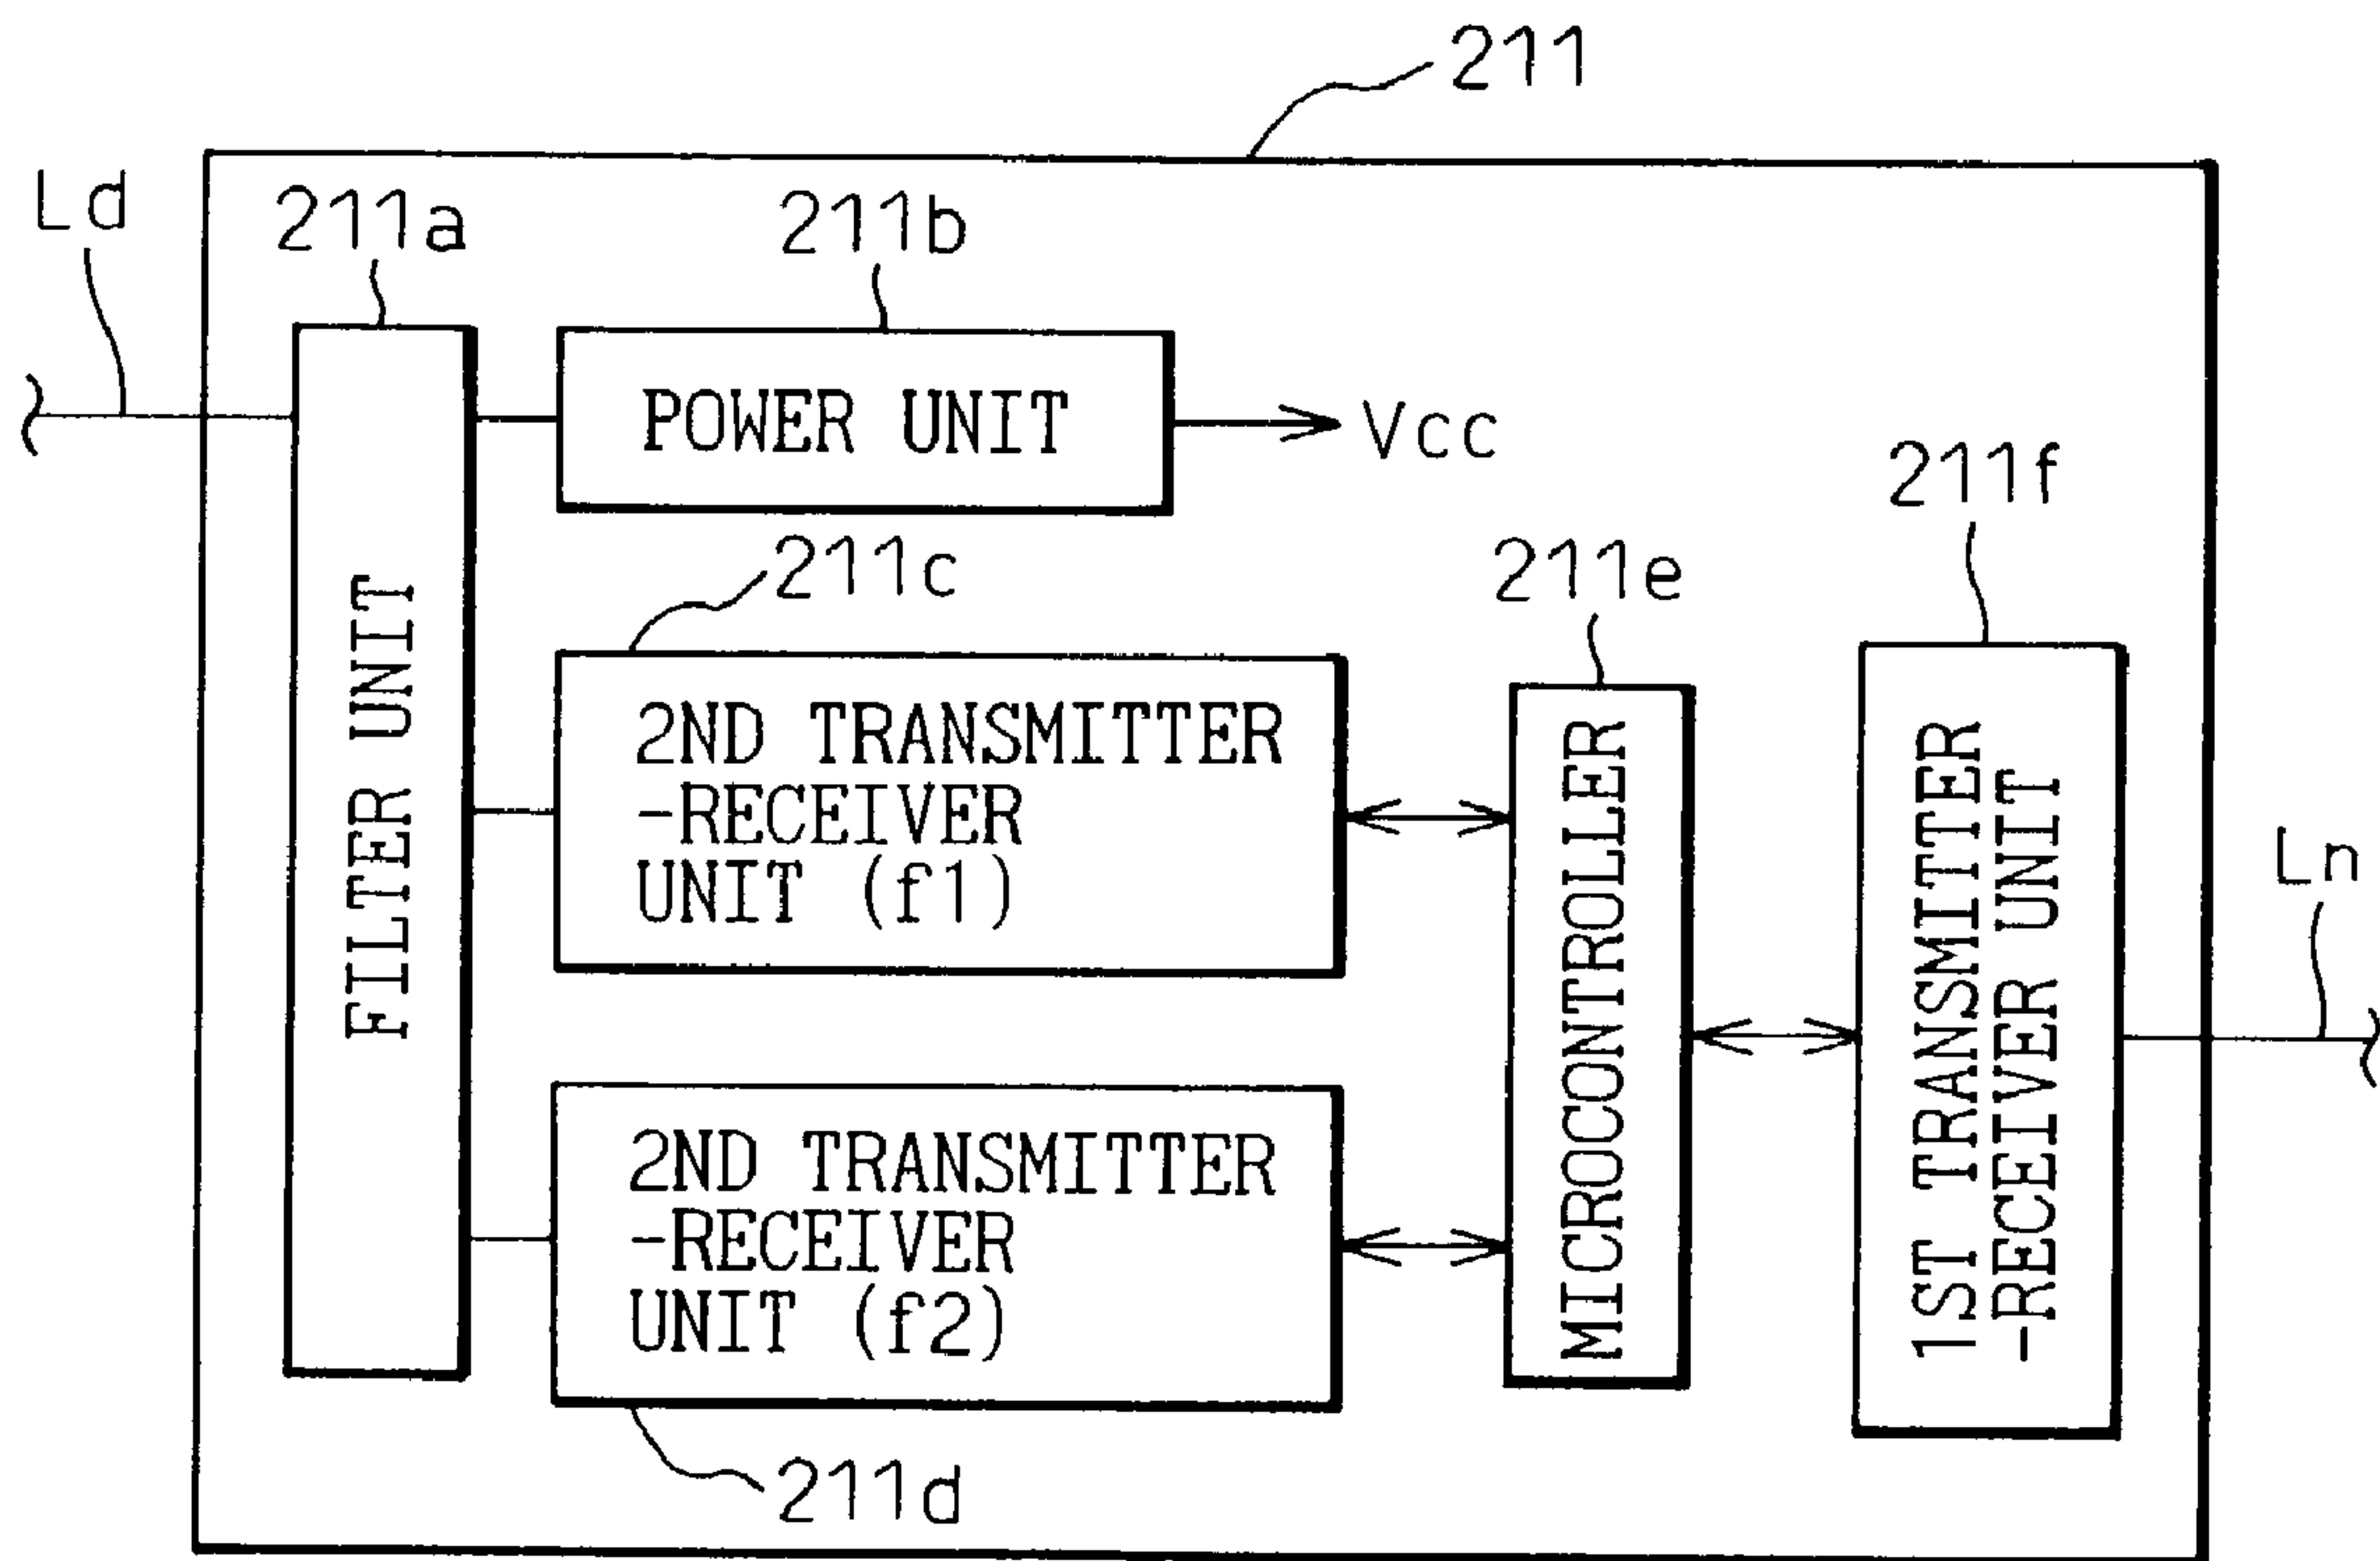 211
Ld
211a
211b
POWER UNIT
Vcc
211f
211c
211e
FILTER UNIT
2ND TRANSMITTER
-RECEIVER
UNIT (f1)
MICROCONTROLLER
1ST TRANSMITTER
-RECEIVER UNIT
Ln
2ND TRANSMITTER
-RECEIVER
UNIT (f2)
211d